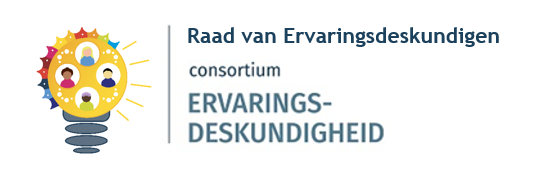 Raad van Ervaringsdeskundigen
consortium
ERVARINGS-
DESKUNDIGHEID